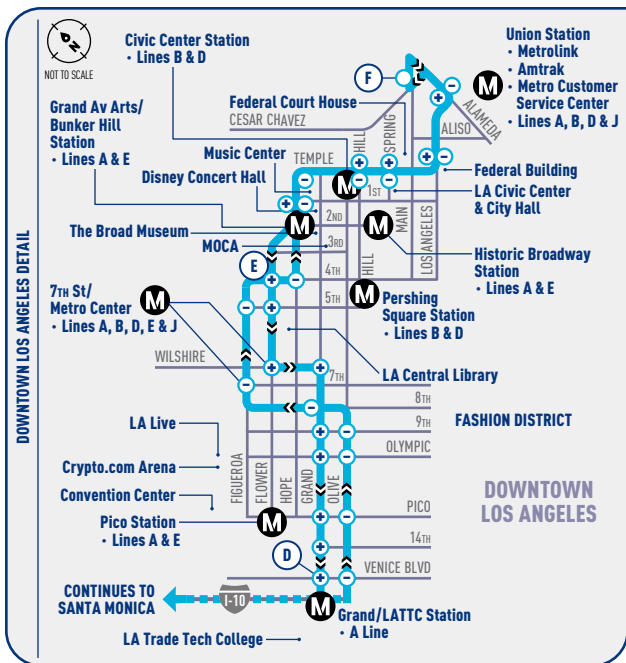 DOWNTOWN LOS ANGELES DETAIL
N
NOT TO SCALE
Civic Center Station
• Lines B & D
Union Station
• Metrolink
• Amtrak
• Metro Customer
Service Center
• Lines A, B, D & J
F
M
Grand Av Arts/
Bunker Hill
Station
• Lines A & E
Federal Court House
CESAR CHAVEZ
HILL
SPRING
ALAMEDA
ALISO
Music Center
TEMPLE
Disney Concert Hall
M
1ST
Federal Building
LA Civic Center
& City Hall
The Broad Museum
M
2ND
M
MAIN
LOS ANGELES
MOCA
3RD
Historic Broadway
Station
• Lines A & E
E
4TH
HILL
7TH St/
Metro Center
• Lines A, B, D, E & J
M
5TH
M
Pershing
Square Station
• Lines B & D
WILSHIRE
LA Central Library
7TH
8TH
LA Live
9TH
FASHION DISTRICT
OLYMPIC
Crypto.com Arena
FIGUEROA
FLOWER
HOPE
GRAND
OLIVE
Convention Center
DOWNTOWN
LOS ANGELES
Pico Station
• Lines A & E
M
PICO
14TH
D
VENICE BLVD
CONTINUES TO
SANTA MONICA
I-10
M
Grand/LATTC Station
• A Line
LA Trade Tech College